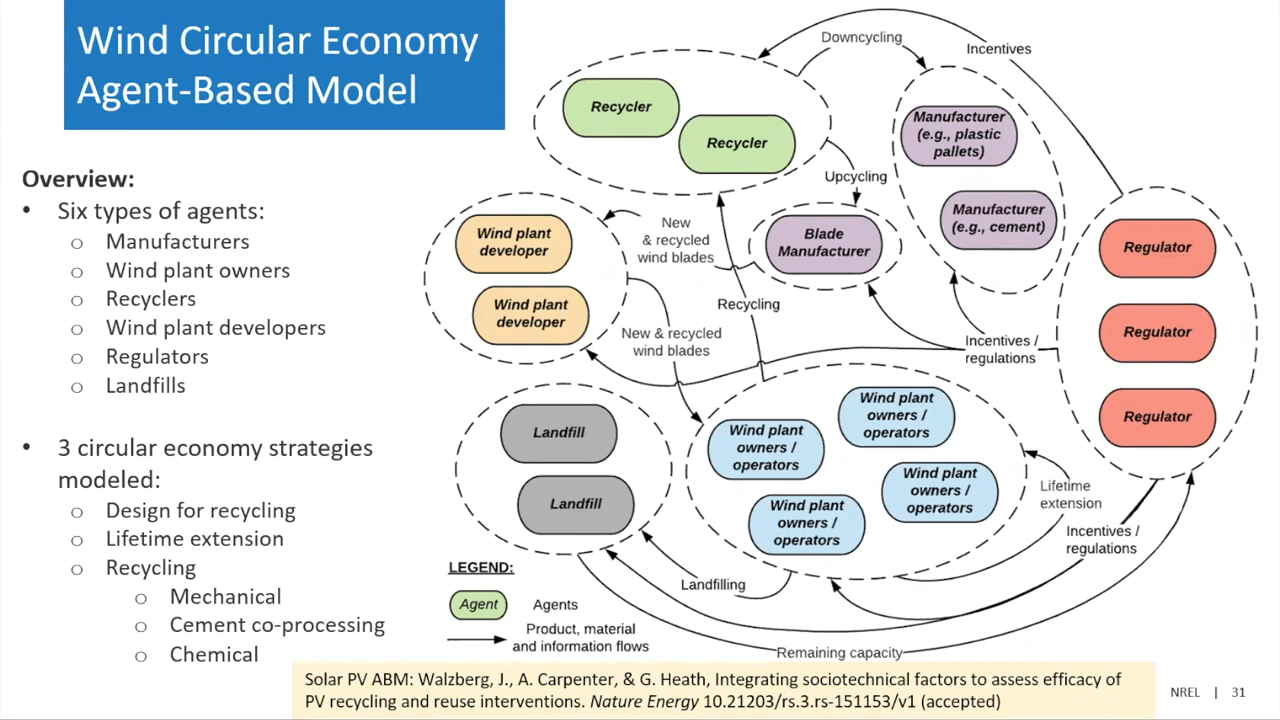 Wind Circular Economy
Agent-Based Model
Overview:
• Six types of agents:
o Manufacturers
o Wind plant owners
o Recyclers
o Wind plant developers
o Regulators
o Landfills
• 3 circular economy strategies
modeled:
o Design for recycling
o Lifetime extension
o Recycling
o Mechanical
o Cement co-processing
o Chemical
Downcycling
Incentives
Recycler
Recycler
Manufacturer
(e.g., plastic
pallets)
Manufacturer
(e.g., cement)
Upcycling
Wind plant
developer
Wind plant
developer
New
& recycled
wind blades
Blade
Manufacturer
Regulator
Regulator
Regulator
Recycling
New & recycled
wind blades
Incentives /
regulations
Landfill
Landfill
Wind plant
owners /
operators
Wind plant
owners /
operators
Wind plant
owners /
operators
Wind plant
owners /
operators
Lifetime
extension
Incentives /
regulations
Landfilling
Remaining capacity
LEGEND:
Agent
Agents
Product, material
and information flows
Solar PV ABM: Walzberg, J., A. Carpenter, & G. Heath, Integrating sociotechnical factors to assess efficacy of
PV recycling and reuse interventions. Nature Energy 10.21203/rs.3.rs-151153/v1 (accepted)
NREL | 31